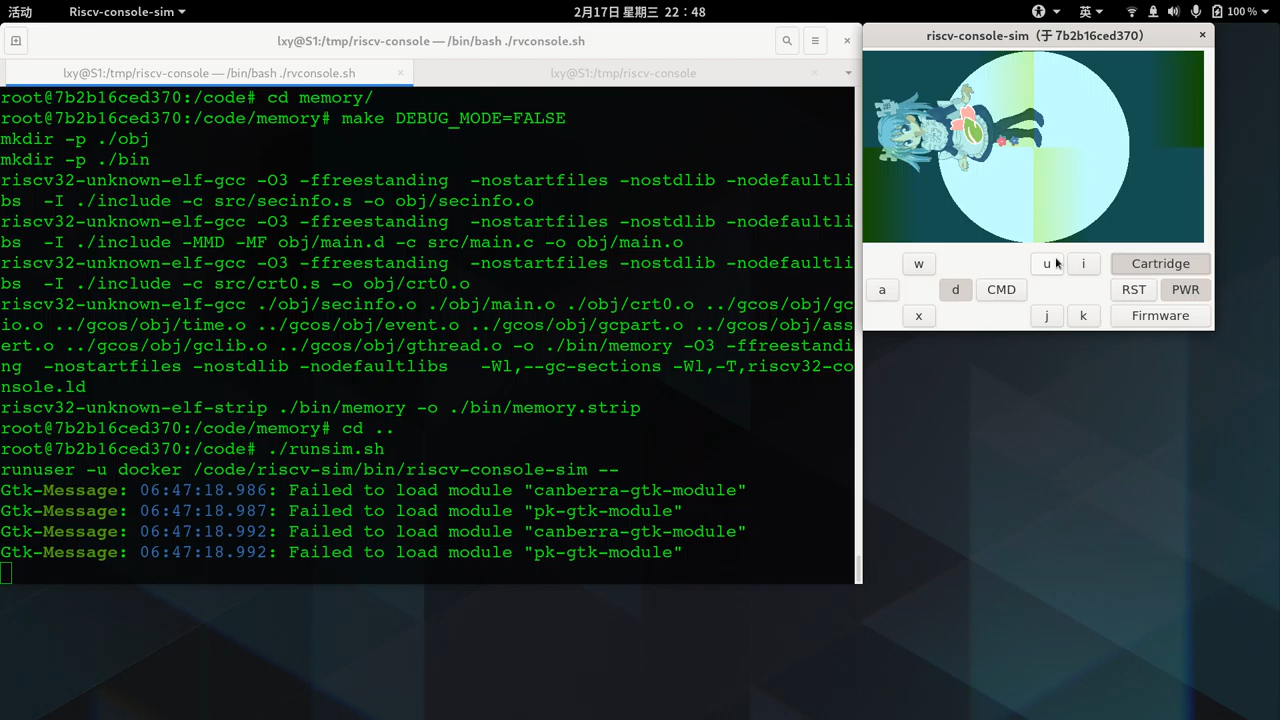 活动
Riscv-console-sim
2月17日 星期三 22：48
英
100 %
lxy@S1:/tmp/riscv-console — /bin/bash ./rvconsole.sh
lxy@S1:/tmp/riscv-console — /bin/bash ./rvconsole.sh
lxy@S1:/tmp/riscv-console
root@7b2b16ced370:/code# cd memory/
root@7b2b16ced370:/code/memory# make DEBUG_MODE=FALSE
mkdir -p ./obj
mkdir -p ./bin
riscv32-unknown-elf-gcc -O3 -ffreestanding  -nostartfiles -nostdlib -nodefaultli
bs  -I ./include -c src/secinfo.s -o obj/secinfo.o
riscv32-unknown-elf-gcc -O3 -ffreestanding  -nostartfiles -nostdlib -nodefaultli
bs  -I ./include -MMD -MF obj/main.d -c src/main.c -o obj/main.o
riscv32-unknown-elf-gcc -O3 -ffreestanding  -nostartfiles -nostdlib -nodefaultli
bs  -I ./include -c src/crt0.s -o obj/crt0.o
riscv32-unknown-elf-gcc ./obj/secinfo.o ./obj/main.o ./obj/crt0.o ../gcos/obj/gc
io.o ../gcos/obj/time.o ../gcos/obj/event.o ../gcos/obj/gcpart.o ../gcos/obj/ass
ert.o ../gcos/obj/gclib.o ../gcos/obj/gthread.o -o ./bin/memory -O3 -ffreestandi
ng  -nostartfiles -nostdlib -nodefaultlibs   -Wl,--gc-sections -Wl,-T,riscv32-co
nsole.ld
riscv32-unknown-elf-strip ./bin/memory -o ./bin/memory.strip
root@7b2b16ced370:/code/memory# cd ..
root@7b2b16ced370:/code# ./runsim.sh
runuser -u docker /code/riscv-sim/bin/riscv-console-sim --
Gtk-Message: 06:47:18.986: Failed to load module "canberra-gtk-module"
Gtk-Message: 06:47:18.987: Failed to load module "pk-gtk-module"
Gtk-Message: 06:47:18.992: Failed to load module "canberra-gtk-module"
Gtk-Message: 06:47:18.992: Failed to load module "pk-gtk-module"
riscv-console-sim（于 7b2b16ced370）
w
u
i
Cartridge
a
d
CMD
RST
PWR
x
j
k
Firmware